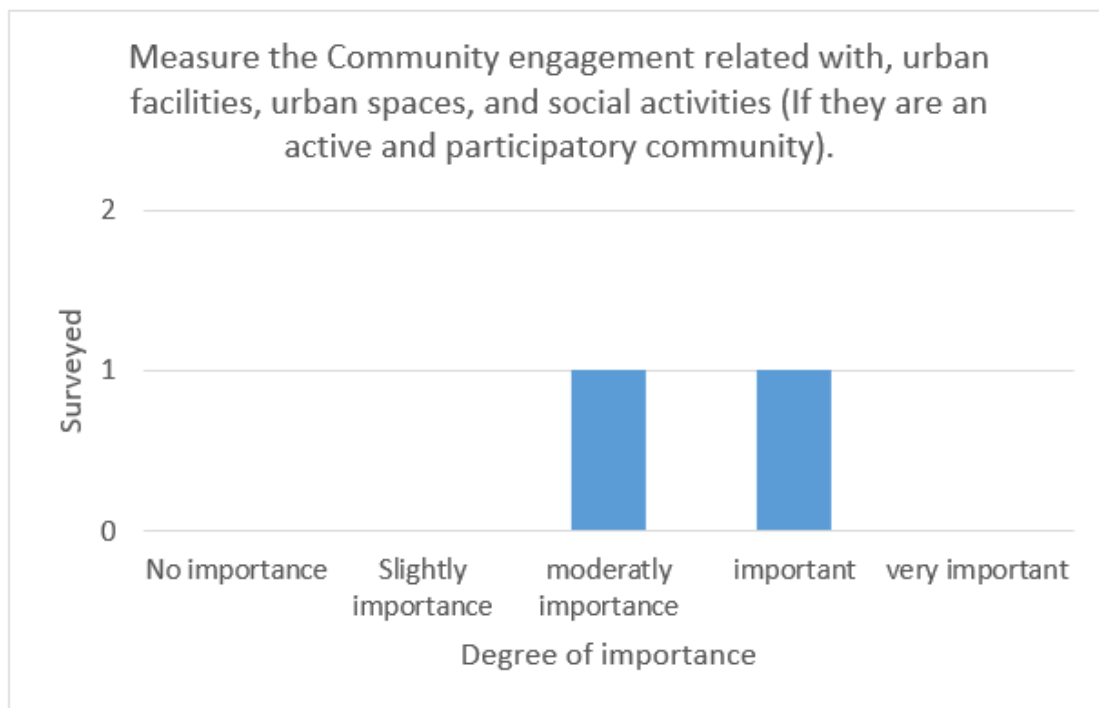 Measure the Community engagement related with, urban
facilities, urban spaces, and social activities (If they are an
active and participatory community).
2
1
0
Surveyed
No importance
Slightly
importance
moderatly
importance
important
very important
Degree of importance